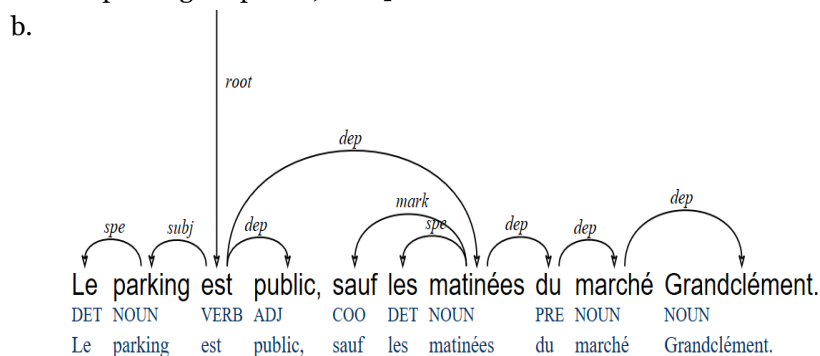 b.
root
dep
mark
dep
spe
subj
dep
spe
dep
dep
Le parking est public, sauf les matinées du marché Grandclément.
DET NOUN VERB ADJ COO DET NOUN PRE NOUN NOUN
Le parking est public, sauf les matinées du marché Grandclément.